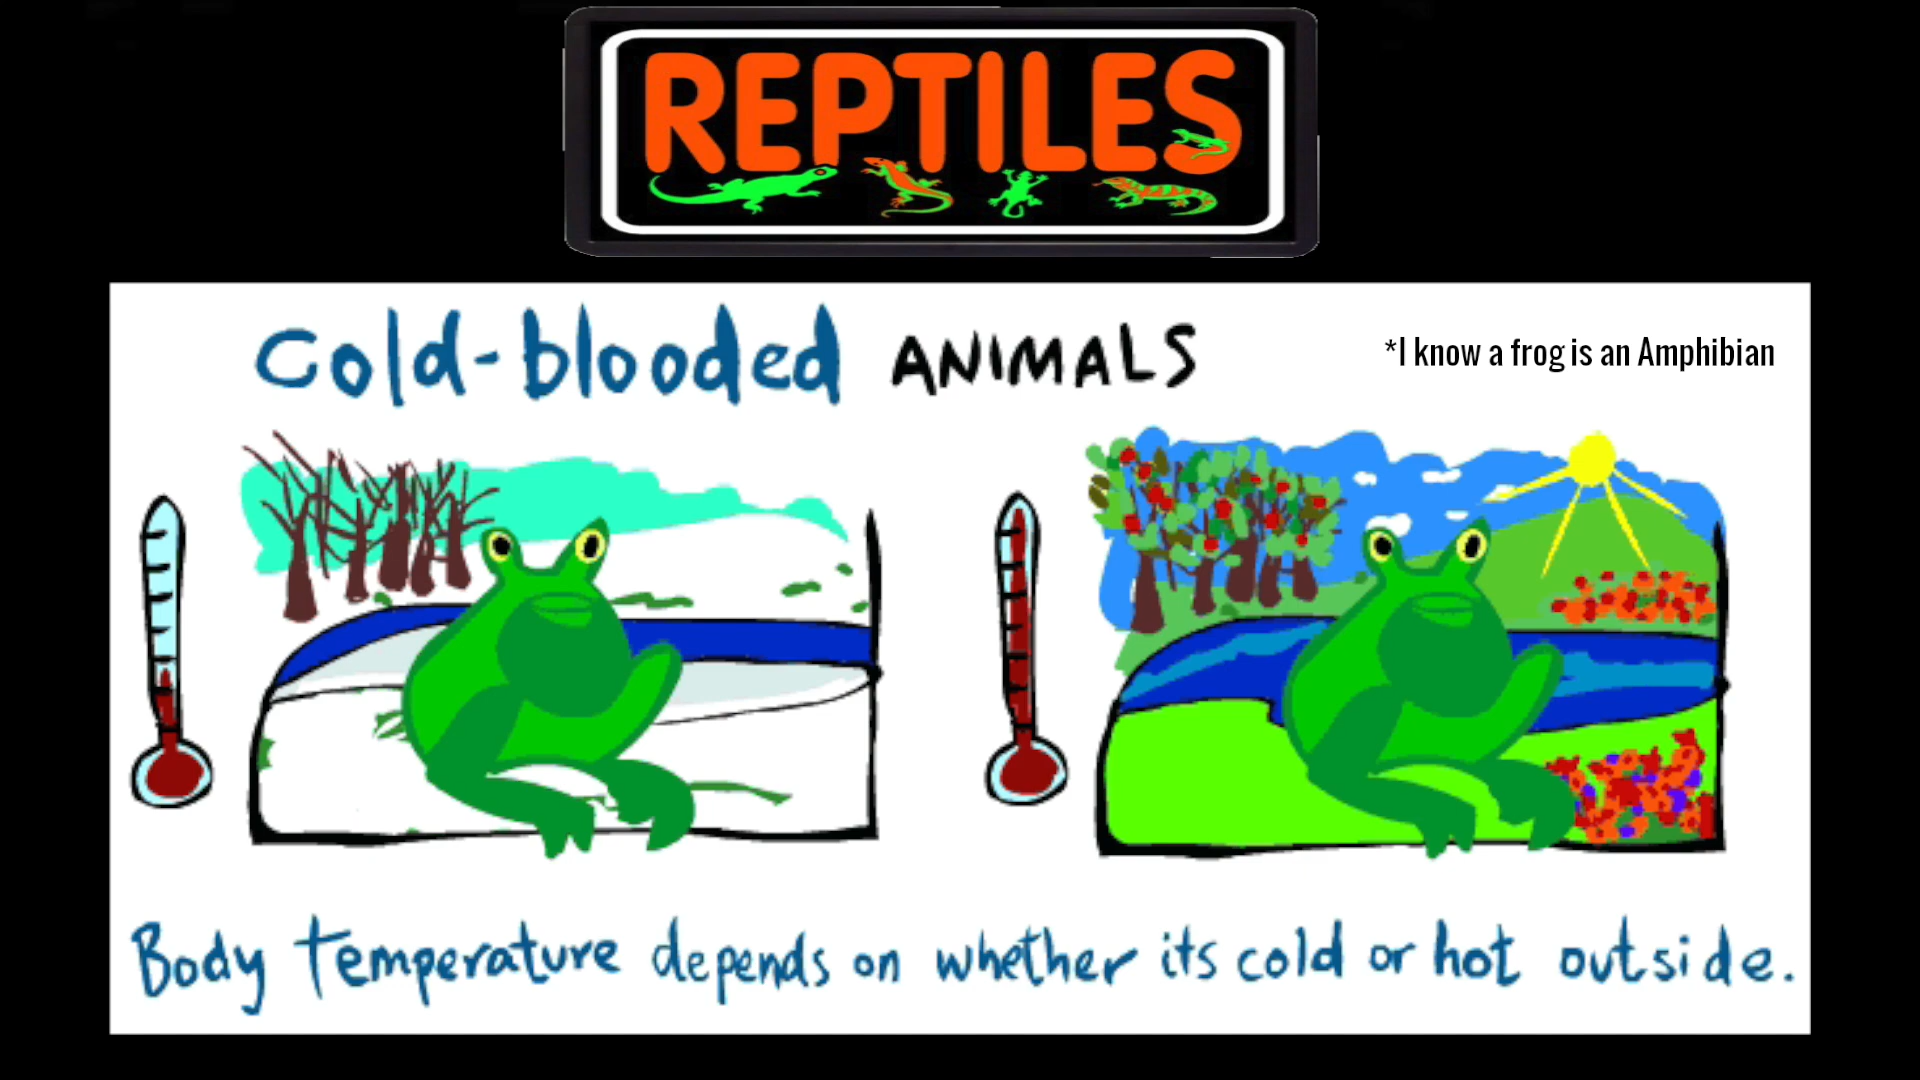 REPTILES
Cold-blooded ANIMALS
*I know a frog is an Amphibian
Body temperature depends on whether its cold or hot outside.